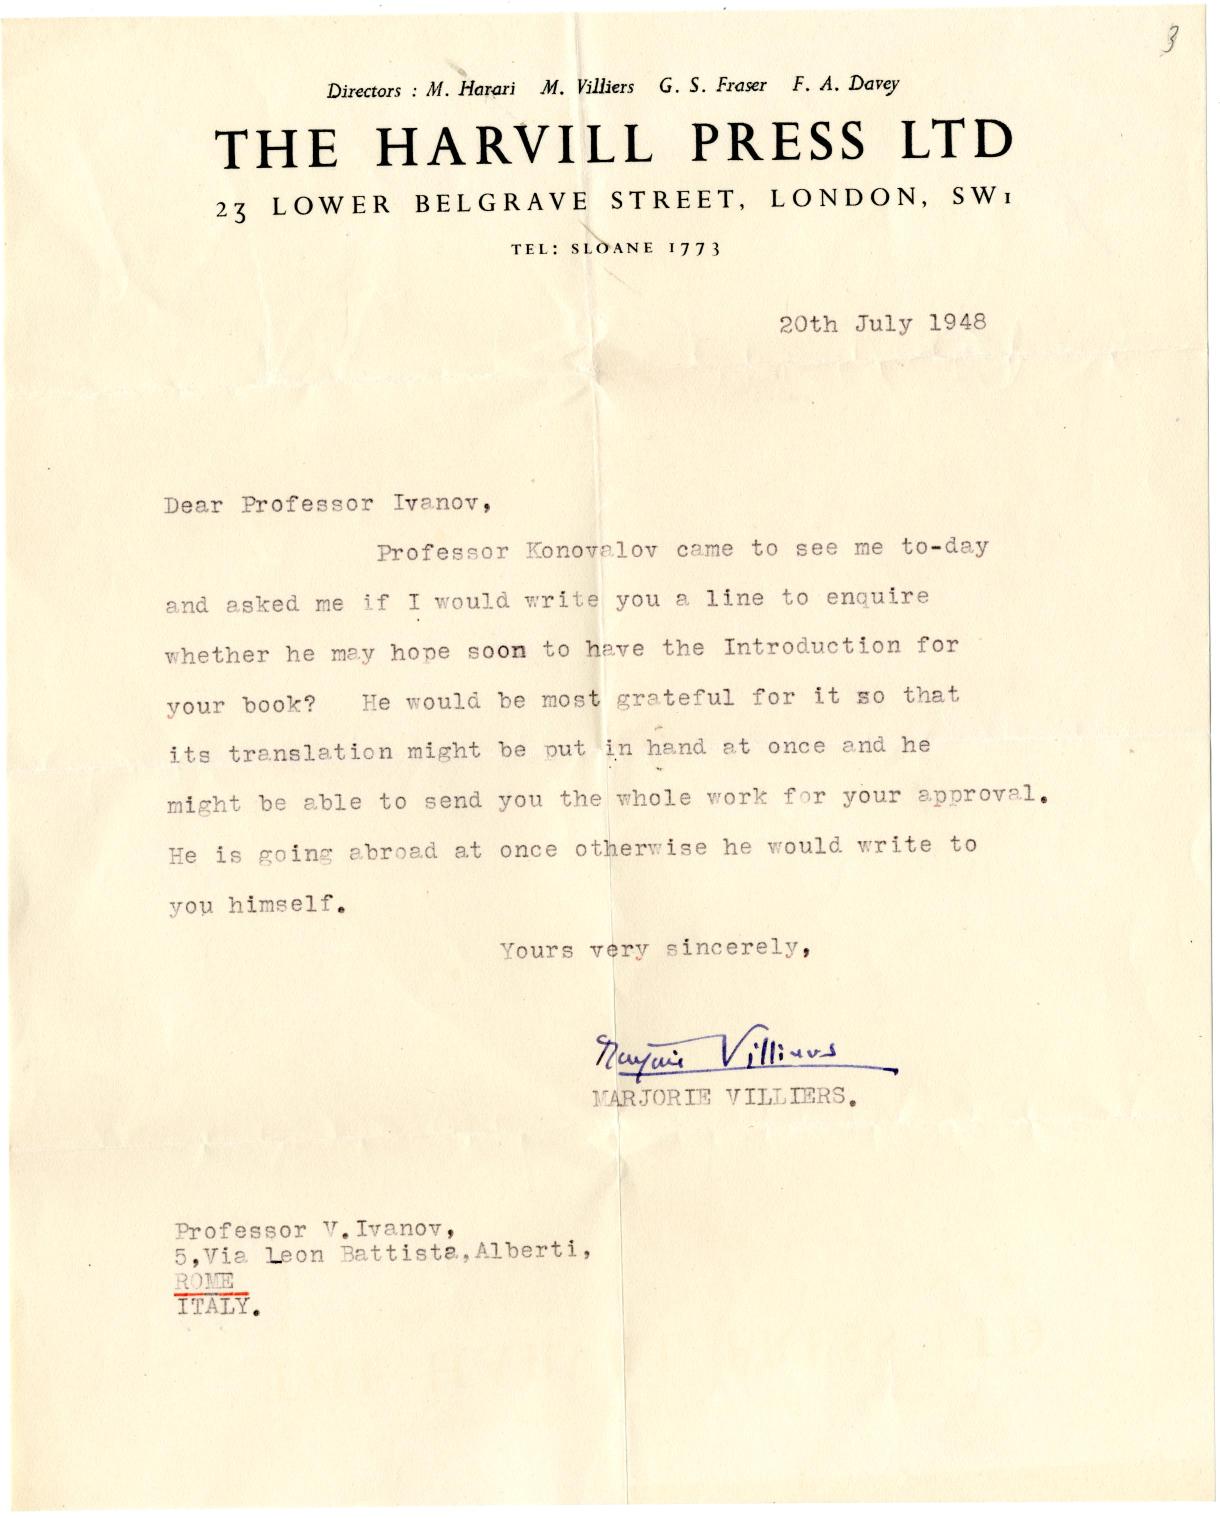 3
Directors : M. Harari M. Villiers G. S. Fraser F. A. Davey
THE HARVILL PRESS LTD
23 LOWER BELGRAVE STREET, LONDON, SW1
TEL: SLOANE 1773
20th July 1948
Dear Professor Ivanov,
Professor Konovalov came to see me to-day
and asked me if I would write you a line to enquire
whether he may hope soon to have the Introduction for
your book? He would be most grateful for it so that
its translation might be put in hand at once and he
might be able to send you the whole work for your approval.
He is going abroad at once otherwise he would write to
you himself.
Yours very sincerely,
Marjorie Villiers
MARJORIE VILLIERS.
Professor V.Ivanov,
5,Via Leon Battista,Alberti,
ROME
ITALY.